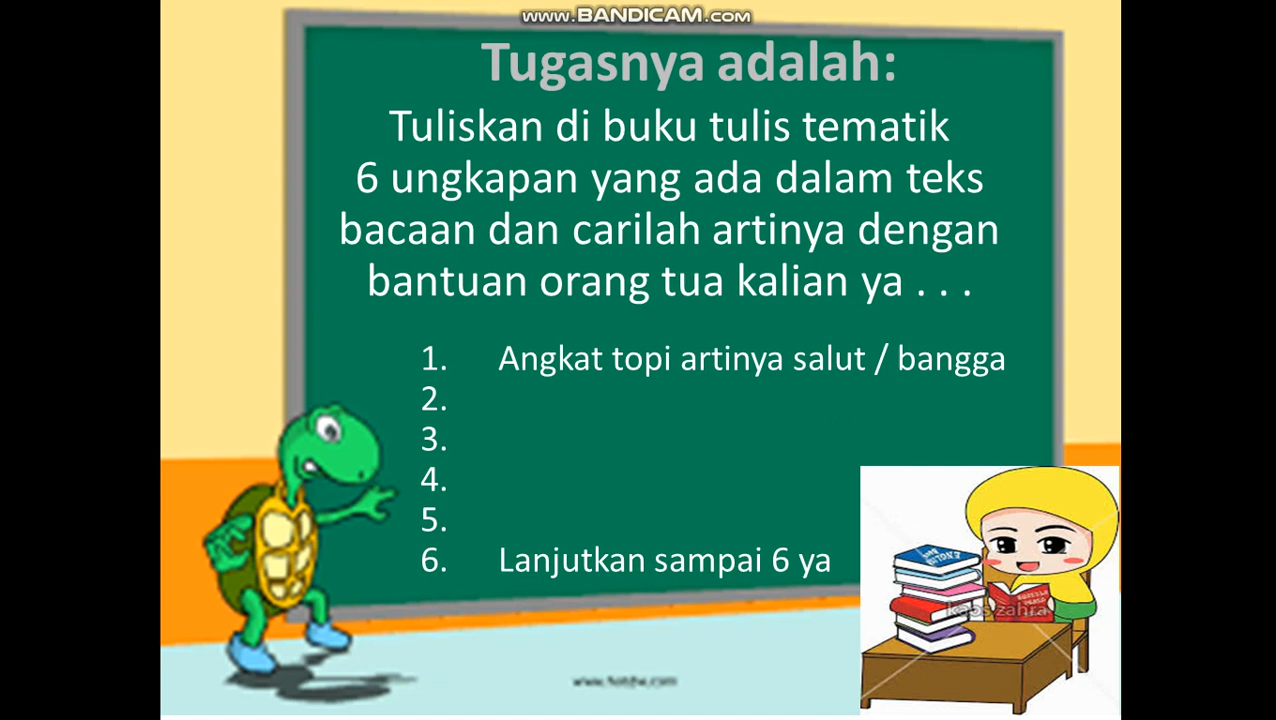 www.BANDICAM.com
Tugasnya adalah:
Tuliskan di buku tulis tematik
6 ungkapan yang ada dalam teks
bacaan dan carilah artinya dengan
bantuan orang tua kalian ya . . .
1. Angkat topi artinya salut / bangga
2.
3.
4.
5.
6. Lanjutkan sampai 6 ya